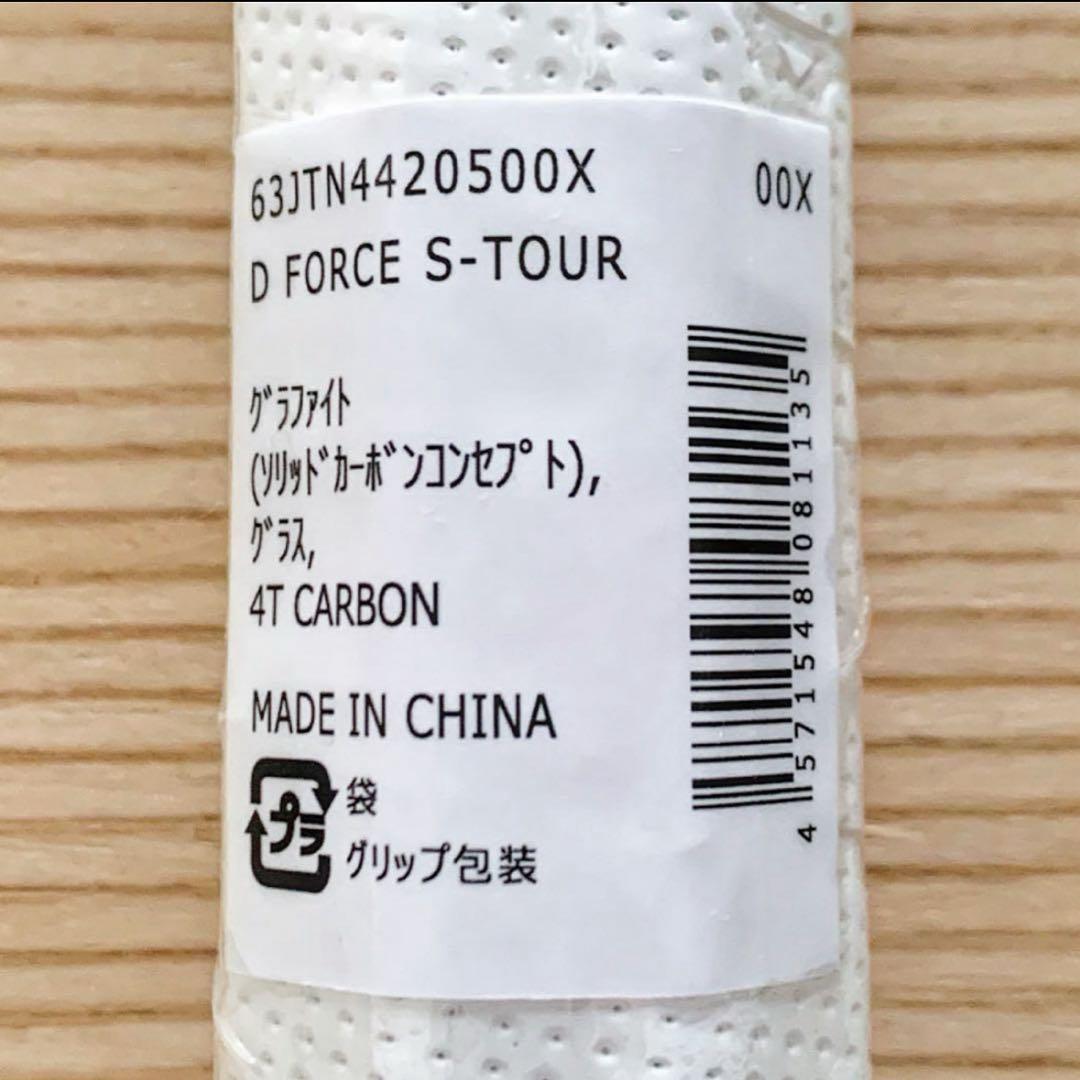 63JTN4420500X 00X
D FORCE S-TOUR
ｸﾞﾗﾌｧｲﾄ
(ｿﾘｯﾄﾞｶｰﾎﾞﾝｺﾝｾﾌﾟﾄ),
ｸﾞﾗｽ,
4T CARBON
MADE IN CHINA
プラ
袋
グリップ包装
4571548081135